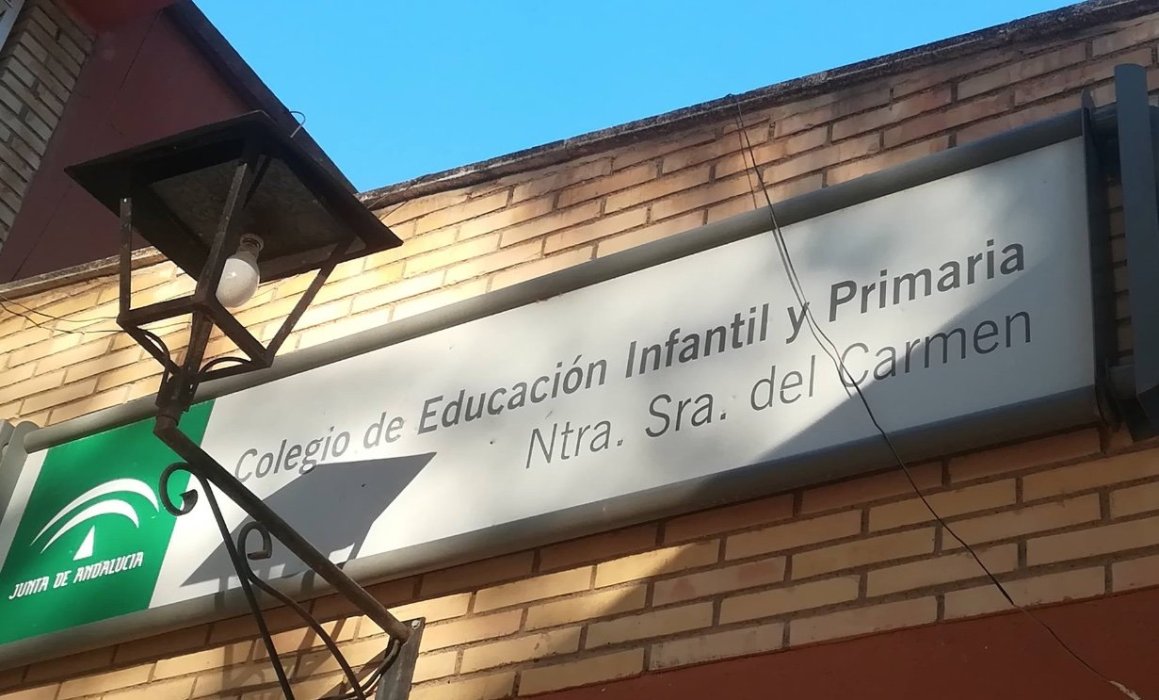 Colegio de Educación Infantil y Primaria
Ntra. Sra. del Carmen
JUNTA DE ANDALUCIA